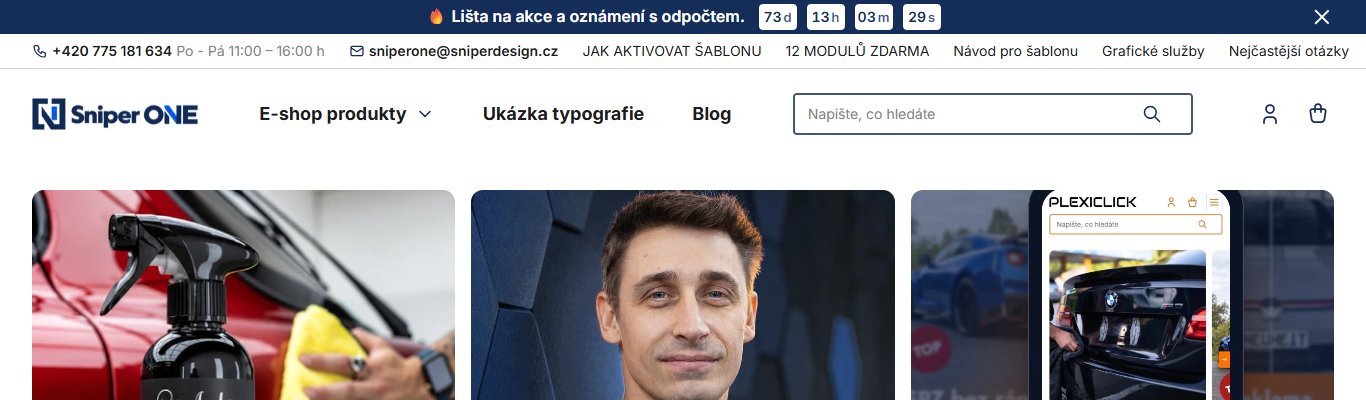 Lišta na akce a oznámení s odpočtem. 73 d 13 h 03 m 29 s
+420 775 181 634 Po - Pá 11:00 – 16:00 h sniperone@sniperdesign.cz JAK AKTIVOVAT ŠABLONU 12 MODULŮ ZDARMA Návod pro šablonu Grafické služby Nejčastější otázky
Sniper ONE E-shop produkty Ukázka typografie Blog Napište, co hledáte
PLEXICLICK
Napište, co hledáte
TOP